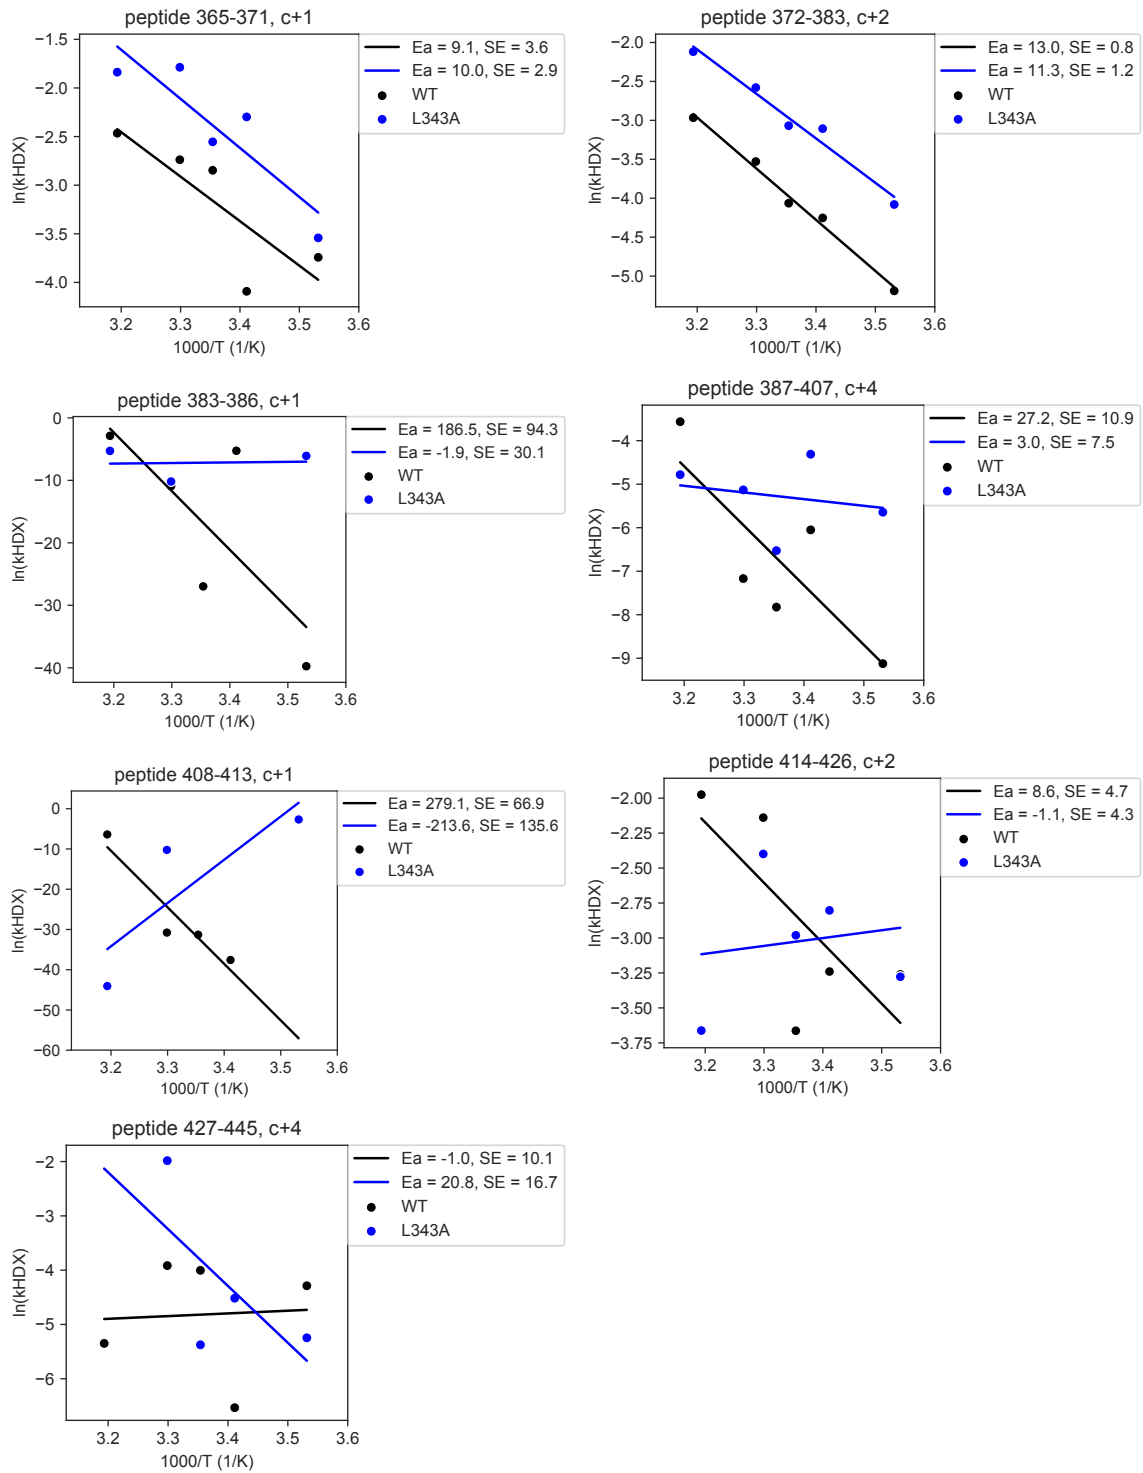 peptide 365-371, c+1
−1.5
−2.0
−2.5
−3.0
−3.5
−4.0
ln(kHDX)
3.2 3.3 3.4 3.5 3.6
1000/T (1/K)
Ea = 9.1, SE = 3.6
Ea = 10.0, SE = 2.9
WT
L343A
peptide 372-383, c+2
−2.0
−2.5
−3.0
−3.5
−4.0
−4.5
−5.0
ln(kHDX)
3.2 3.3 3.4 3.5 3.6
1000/T (1/K)
Ea = 13.0, SE = 0.8
Ea = 11.3, SE = 1.2
WT
L343A
peptide 383-386, c+1
0
−10
−20
−30
−40
ln(kHDX)
3.2 3.3 3.4 3.5 3.6
1000/T (1/K)
Ea = 186.5, SE = 94.3
Ea = -1.9, SE = 30.1
WT
L343A
peptide 387-407, c+4
−4
−5
−6
−7
−8
−9
ln(kHDX)
3.2 3.3 3.4 3.5 3.6
1000/T (1/K)
Ea = 27.2, SE = 10.9
Ea = 3.0, SE = 7.5
WT
L343A
peptide 408-413, c+1
0
−10
−20
−30
−40
−50
−60
ln(kHDX)
3.2 3.3 3.4 3.5 3.6
1000/T (1/K)
Ea = 279.1, SE = 66.9
Ea = -213.6, SE = 135.6
WT
L343A
peptide 414-426, c+2
−2.00
−2.25
−2.50
−2.75
−3.00
−3.25
−3.50
−3.75
ln(kHDX)
3.2 3.3 3.4 3.5 3.6
1000/T (1/K)
Ea = 8.6, SE = 4.7
Ea = -1.1, SE = 4.3
WT
L343A
peptide 427-445, c+4
−2
−3
−4
−5
−6
ln(kHDX)
3.2 3.3 3.4 3.5 3.6
1000/T (1/K)
Ea = -1.0, SE = 10.1
Ea = 20.8, SE = 16.7
WT
L343A